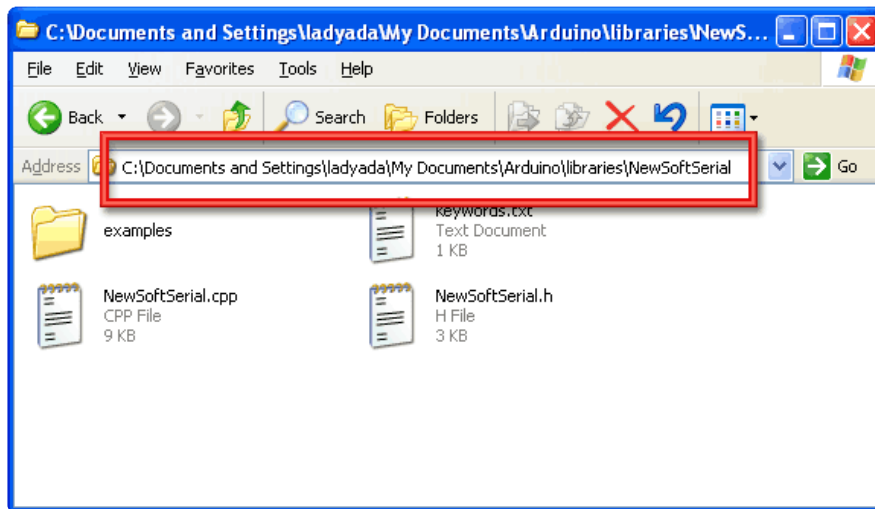 C:\Documents and Settings\ladyada\My Documents\Arduino\libraries\NewS...
File Edit View Favorites Tools Help
Back Search Folders
Address C:\Documents and Settings\ladyada\My Documents\Arduino\libraries\NewSoftSerial Go
examples
keywords.txt
Text Document
1 KB
NewSoftSerial.cpp
CPP File
9 KB
NewSoftSerial.h
H File
3 KB